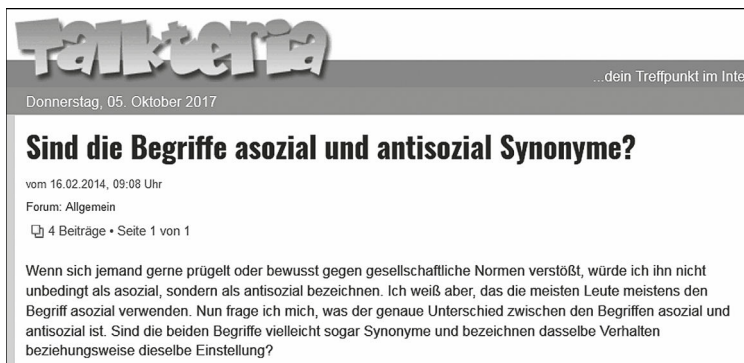 Talkteria
...dein Treffpunkt im Inte
Donnerstag, 05. Oktober 2017
Sind die Begriffe asozial und antisozial Synonyme?
vom 16.02.2014, 09:08 Uhr
Forum: Allgemein
4 Beiträge • Seite 1 von 1
Wenn sich jemand gerne prügelt oder bewusst gegen gesellschaftliche Normen verstößt, würde ich ihn nicht
unbedingt als asozial, sondern als antisozial bezeichnen. Ich weiß aber, das die meisten Leute meistens den
Begriff asozial verwenden. Nun frage ich mich, was der genaue Unterschied zwischen den Begriffen asozial und
antisozial ist. Sind die beiden Begriffe vielleicht sogar Synonyme und bezeichnen dasselbe Verhalten
beziehungsweise dieselbe Einstellung?